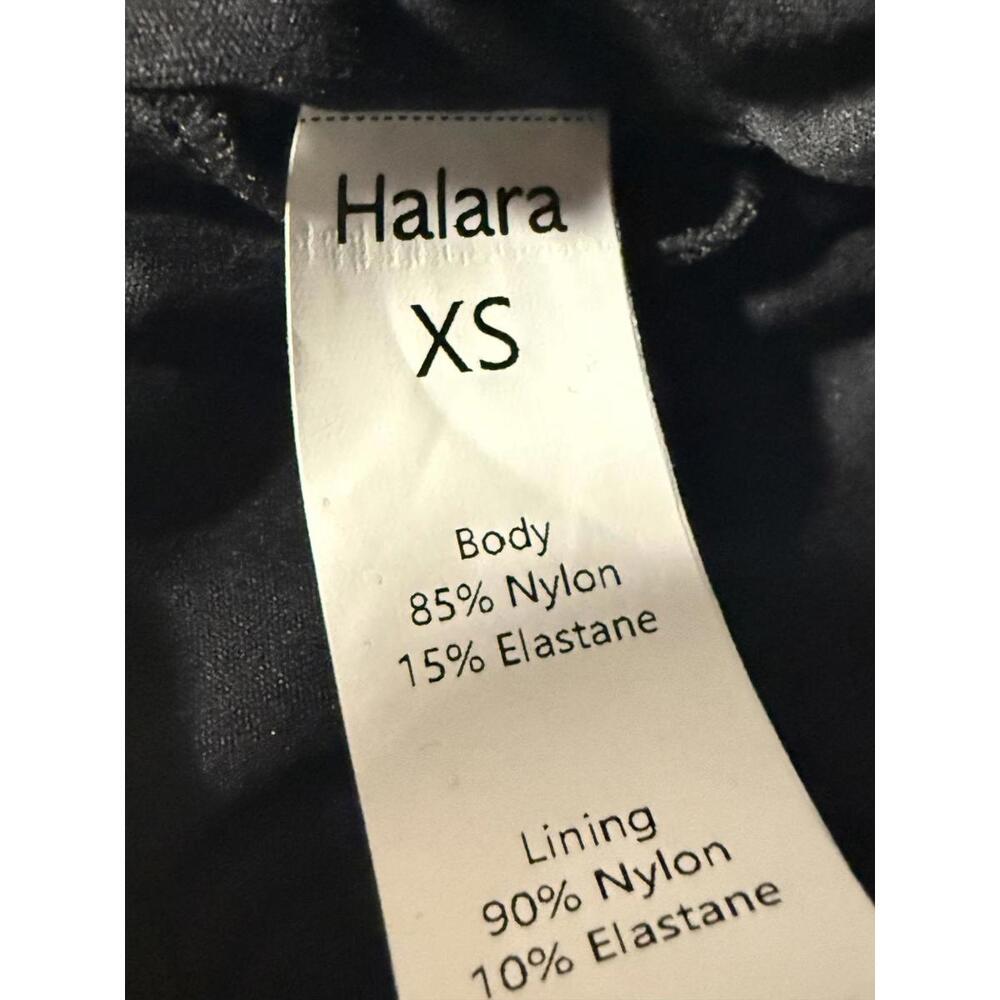 Halara
XS
Body
85% Nylon
15% Elastane
Lining
90% Nylon
10% Elastane